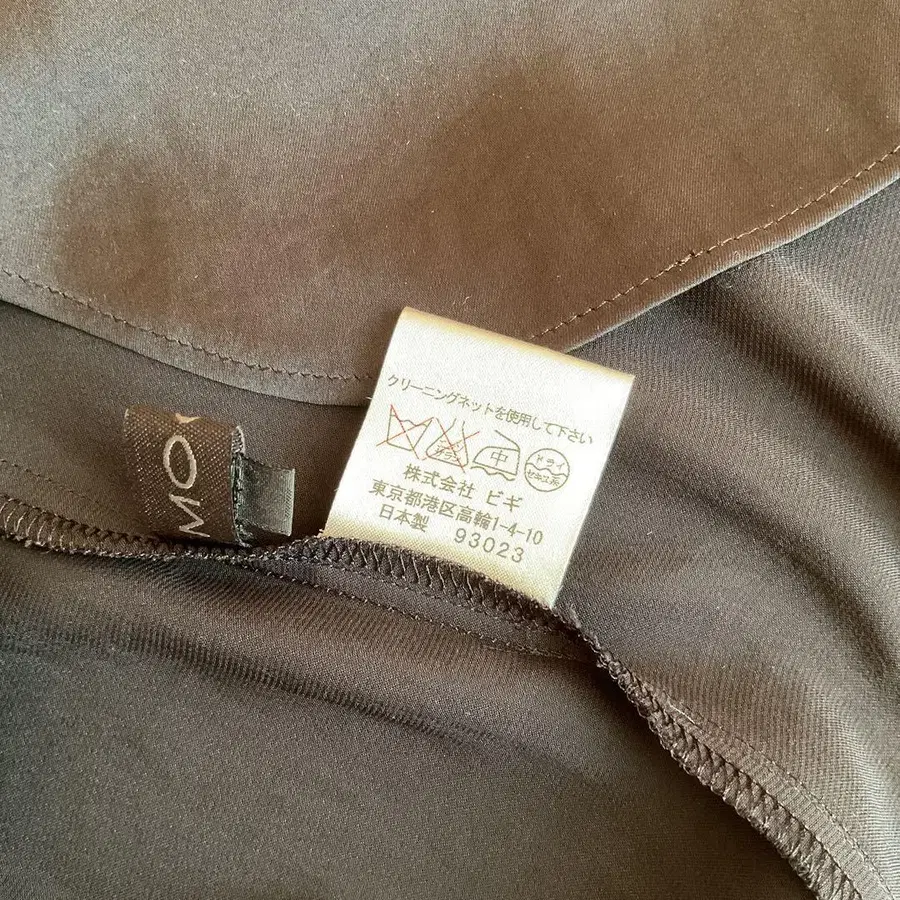 クリーニングネットを使用して下さい
中
ドライ
株式会社 ビギ
東京都港区高輪1-4-10
日本製 93023
MO